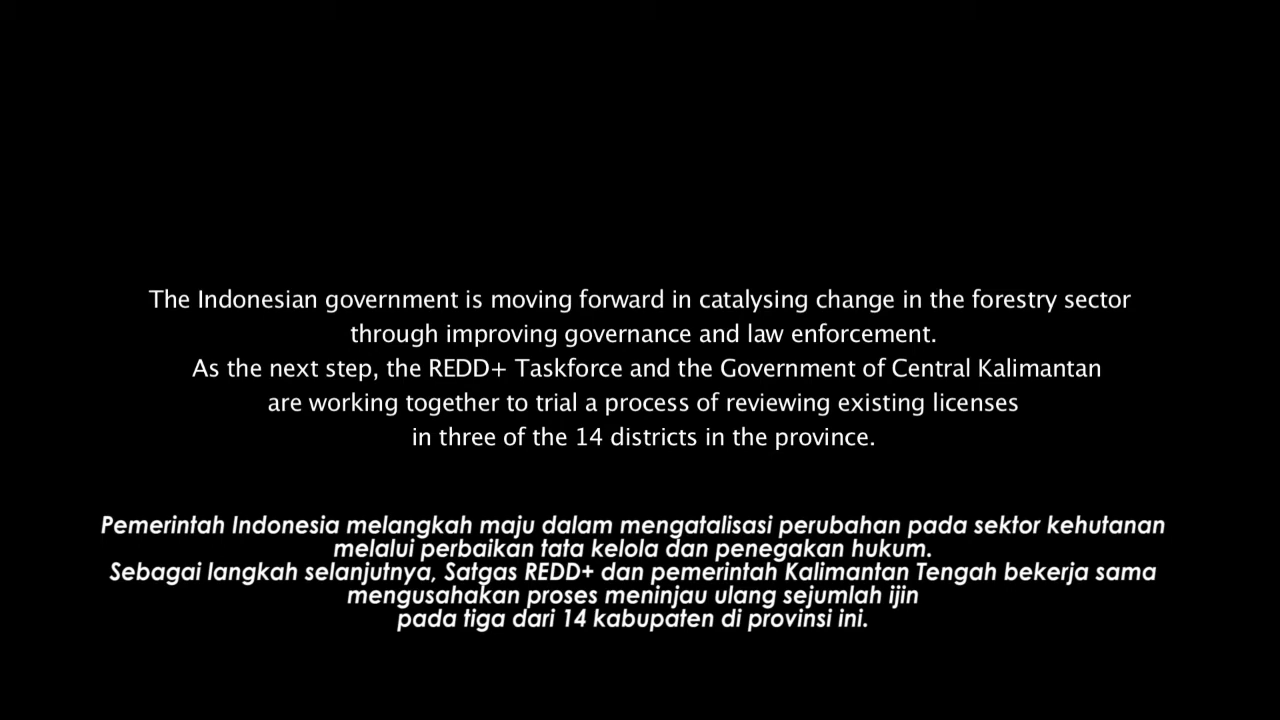 The Indonesian government is moving forward in catalysing change in the forestry sector
through improving governance and law enforcement.
As the next step, the REDD+ Taskforce and the Government of Central Kalimantan
are working together to trial a process of reviewing existing licenses
in three of the 14 districts in the province.
Pemerintah Indonesia melangkah maju dalam mengatalisasi perubahan pada sektor kehutanan
melalui perbaikan tata kelola dan penegakan hukum.
Sebagai langkah selanjutnya, Satgas REDD+ dan pemerintah Kalimantan Tengah bekerja sama
mengusahakan proses meninjau ulang sejumlah ijin
pada tiga dari 14 kabupaten di provinsi ini.